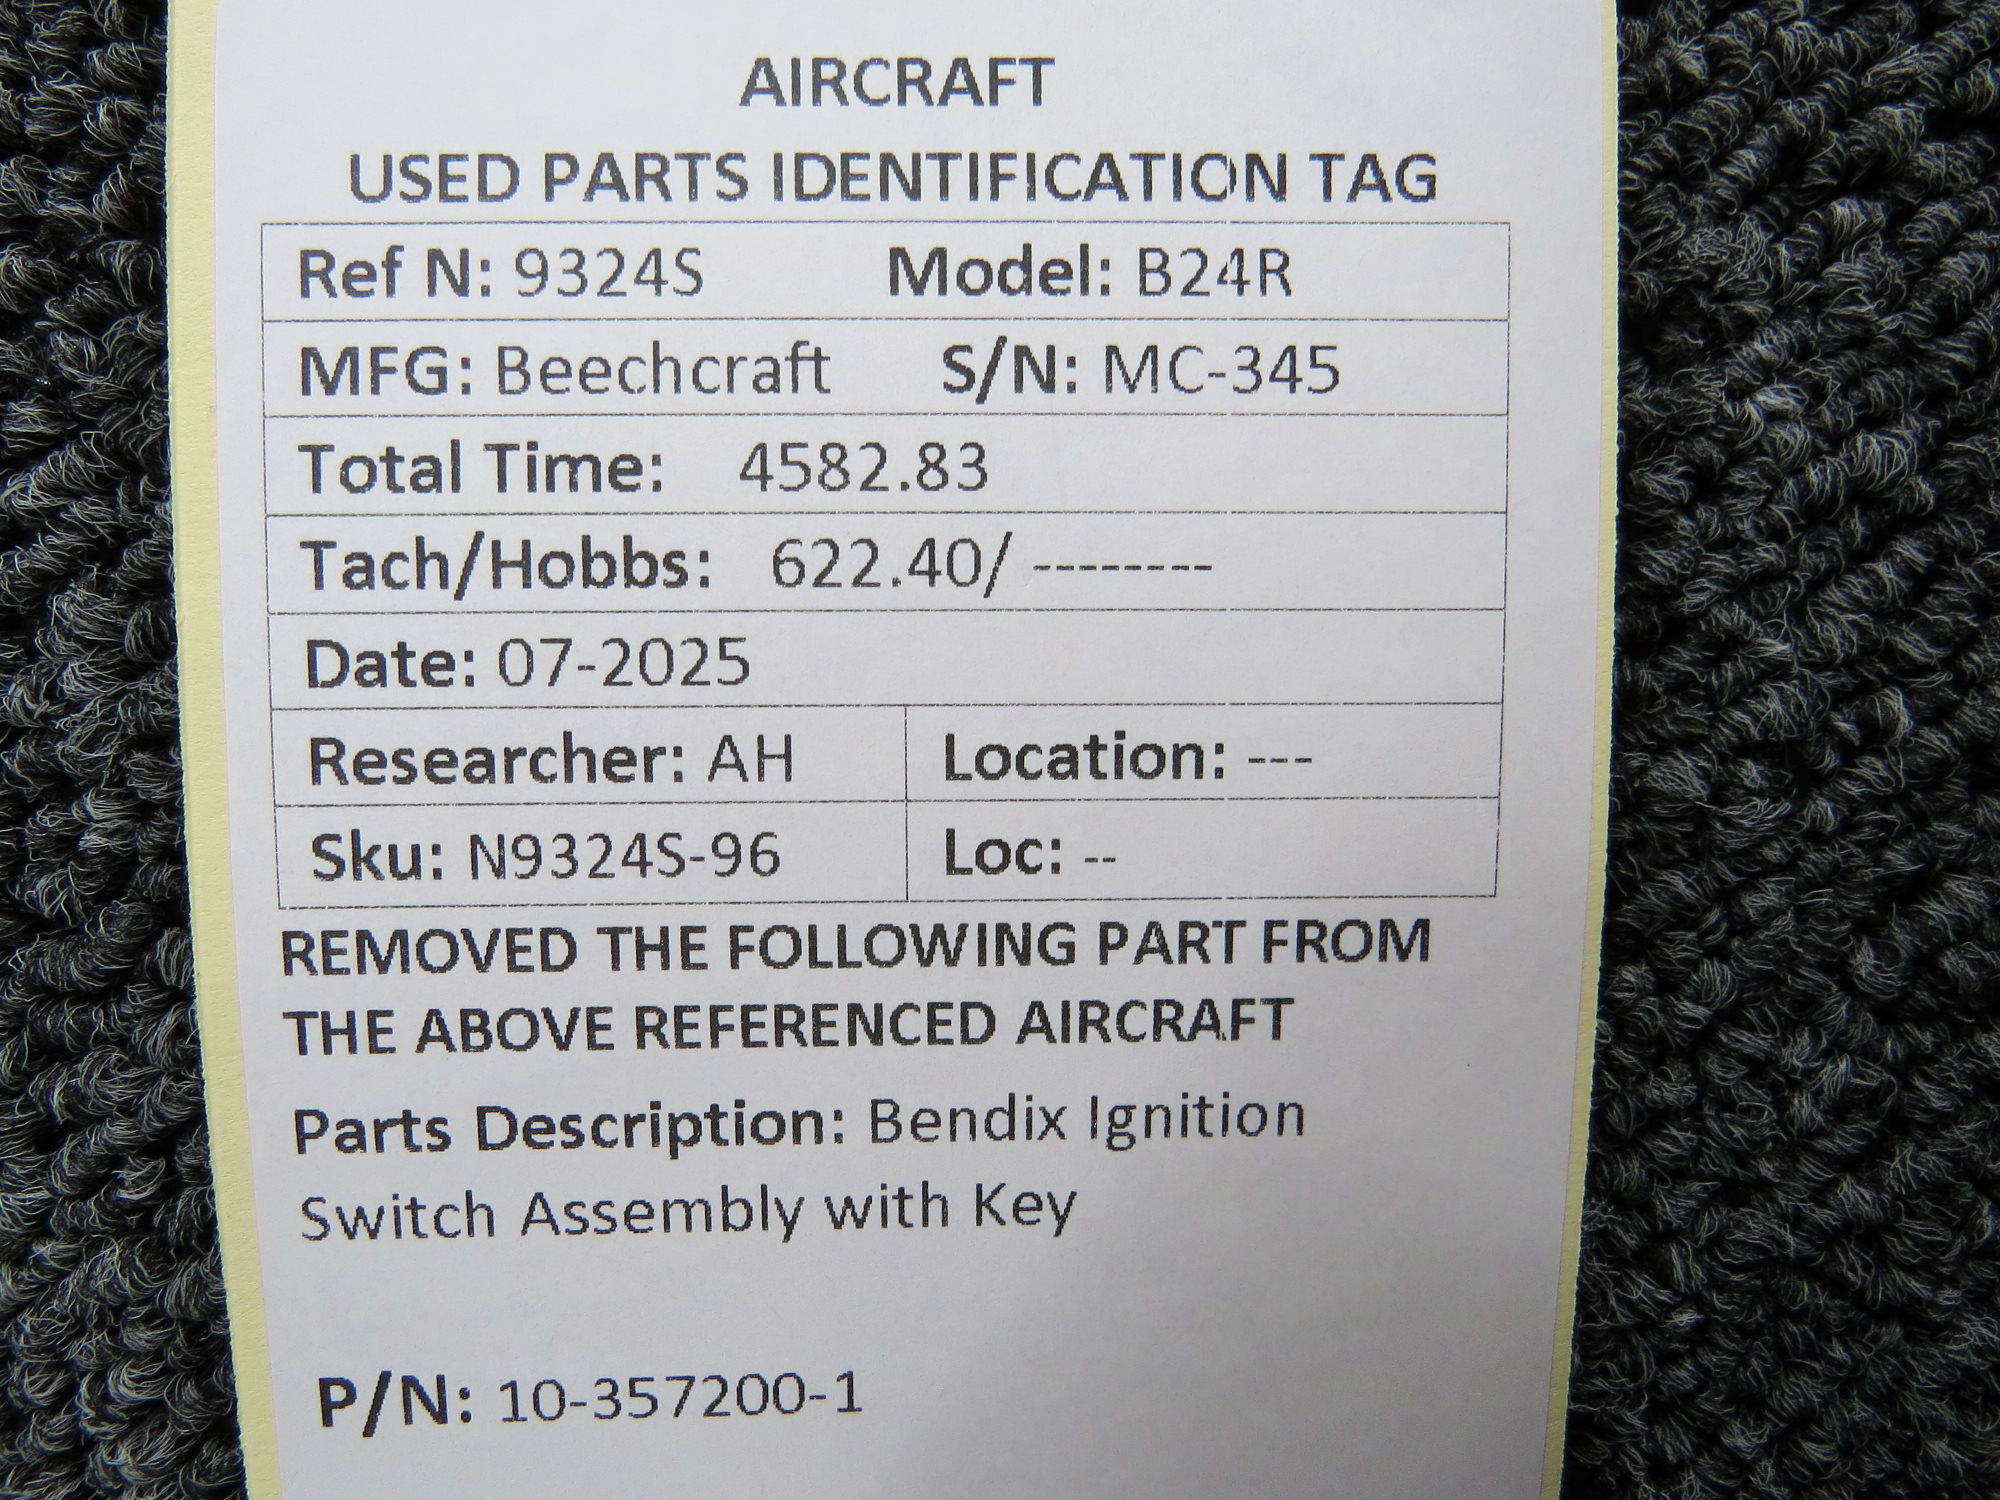 AIRCRAFT
USED PARTS IDENTIFICATION TAG
Ref N: 9324S Model: B24R
MFG: Beechcraft S/N: MC-345
Total Time: 4582.83
Tach/Hobbs: 622.40/ --------
Date: 07-2025
Researcher: AH Location: ---
Sku: N9324S-96 Loc: --
REMOVED THE FOLLOWING PART FROM
THE ABOVE REFERENCED AIRCRAFT
Parts Description: Bendix Ignition
Switch Assembly with Key
P/N: 10-357200-1